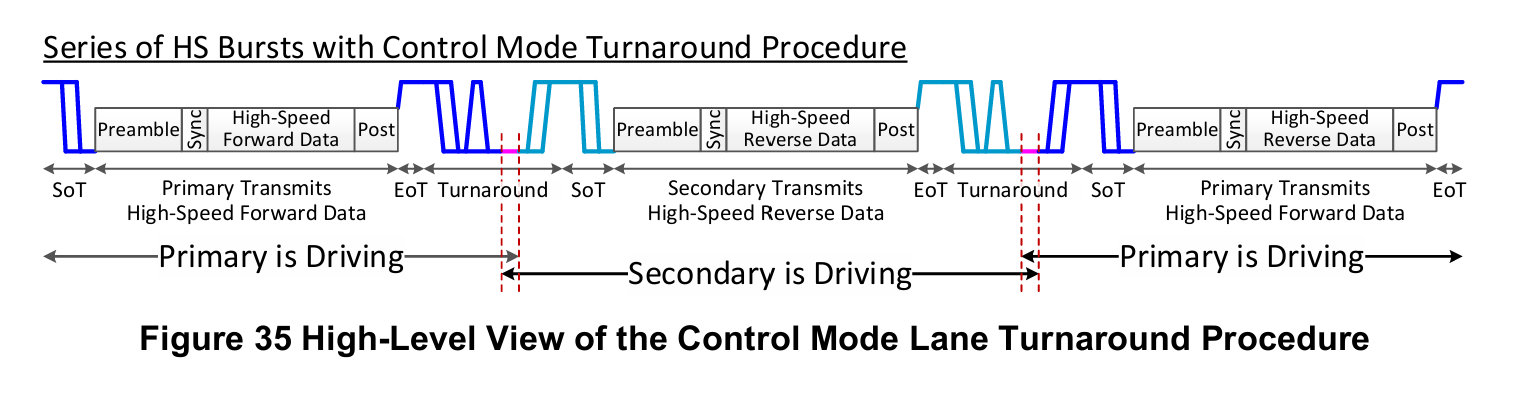 Series of HS Bursts with Control Mode Turnaround Procedure
Preamble Sync High-Speed Forward Data Post Preamble Sync High-Speed Reverse Data Post Preamble Sync High-Speed Reverse Data Post
SoT Primary Transmits High-Speed Forward Data EoT Turnaround SoT Secondary Transmits High-Speed Reverse Data EoT Turnaround SoT Primary Transmits High-Speed Forward Data EoT
Primary is Driving Secondary is Driving Primary is Driving
Figure 35 High-Level View of the Control Mode Lane Turnaround Procedure